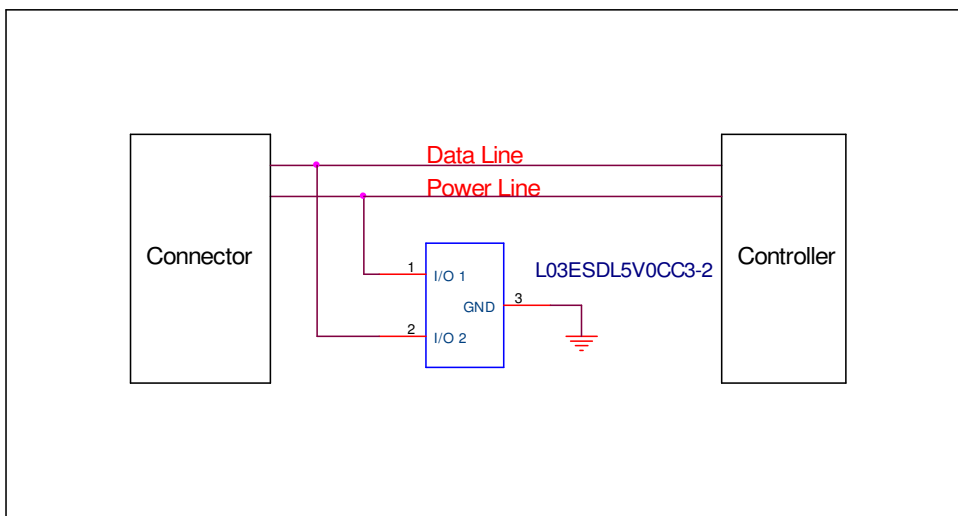 Data Line
Power Line
Connector
Controller
L03ESDL5V0CC3-2
1
I/O 1
GND
3
2
I/O 2